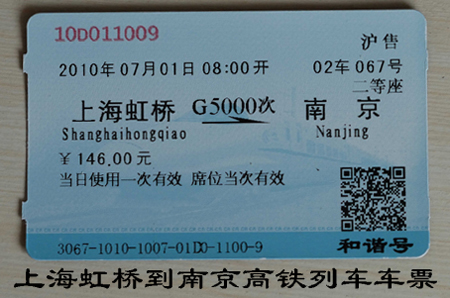 10D011009
沪售
2010年07月01日08:00开 02车067号
二等座
上海虹桥 G5000次 南京
Shanghaihongqiao Nanjing
￥146.00元
当日使用一次有效 席位当次有效
和谐号
3067-1010-1007-01D0-1100-9
上海虹桥到南京高铁列车车票